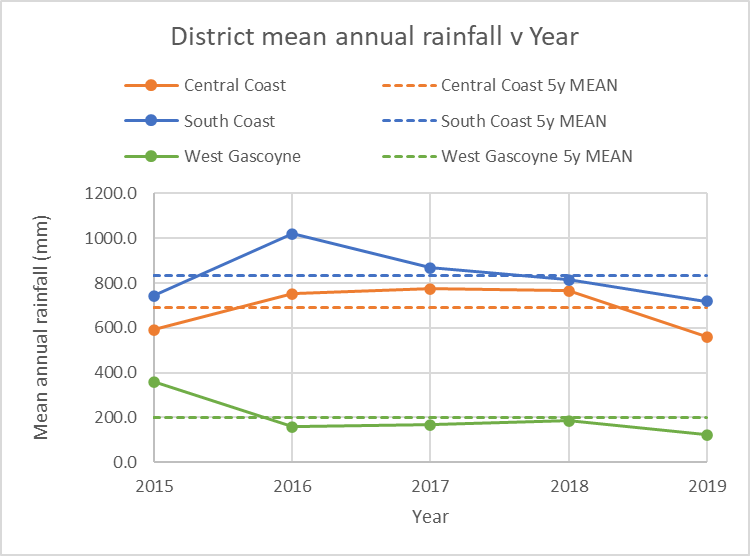 District mean annual rainfall v Year
Central Coast
Central Coast 5y MEAN
South Coast
South Coast 5y MEAN
West Gascoyne
West Gascoyne 5y MEAN
Mean annual rainfall (mm)
1200.0
1000.0
800.0
600.0
400.0
200.0
0.0
2015 2016 2017 2018 2019
Year